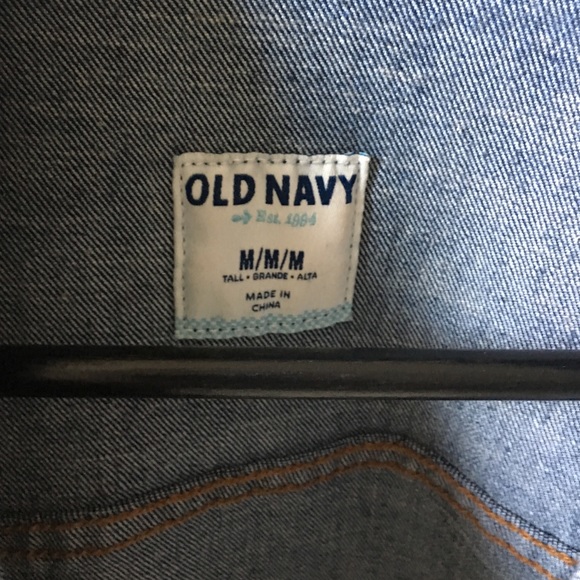 OLD NAVY
Est. 1994
M/M/M
TALL • GRANDE • ALTA
MADE IN
CHINA